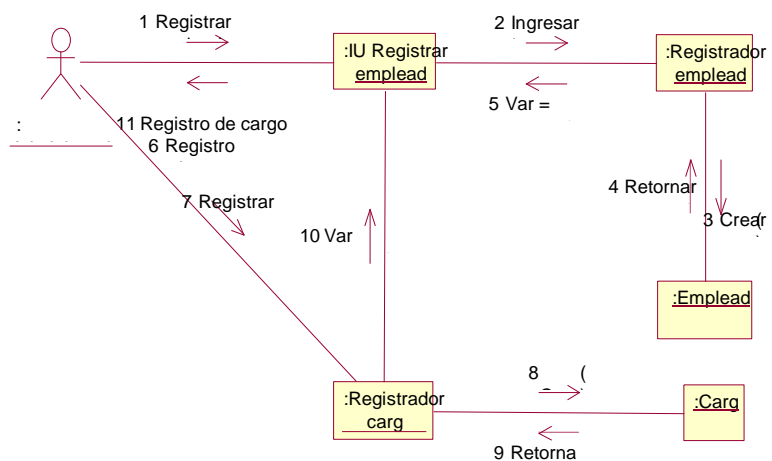 1 Registrar
2 Ingresar
:IU Registrar
emplead
:Registrador
emplead
5 Var =
:
11 Registro de cargo
6 Registro
4 Retornar
7 Registrar
3 Crear(
10 Var
:Emplead
8 (
:Registrador
carg
:Carg
9 Retorna